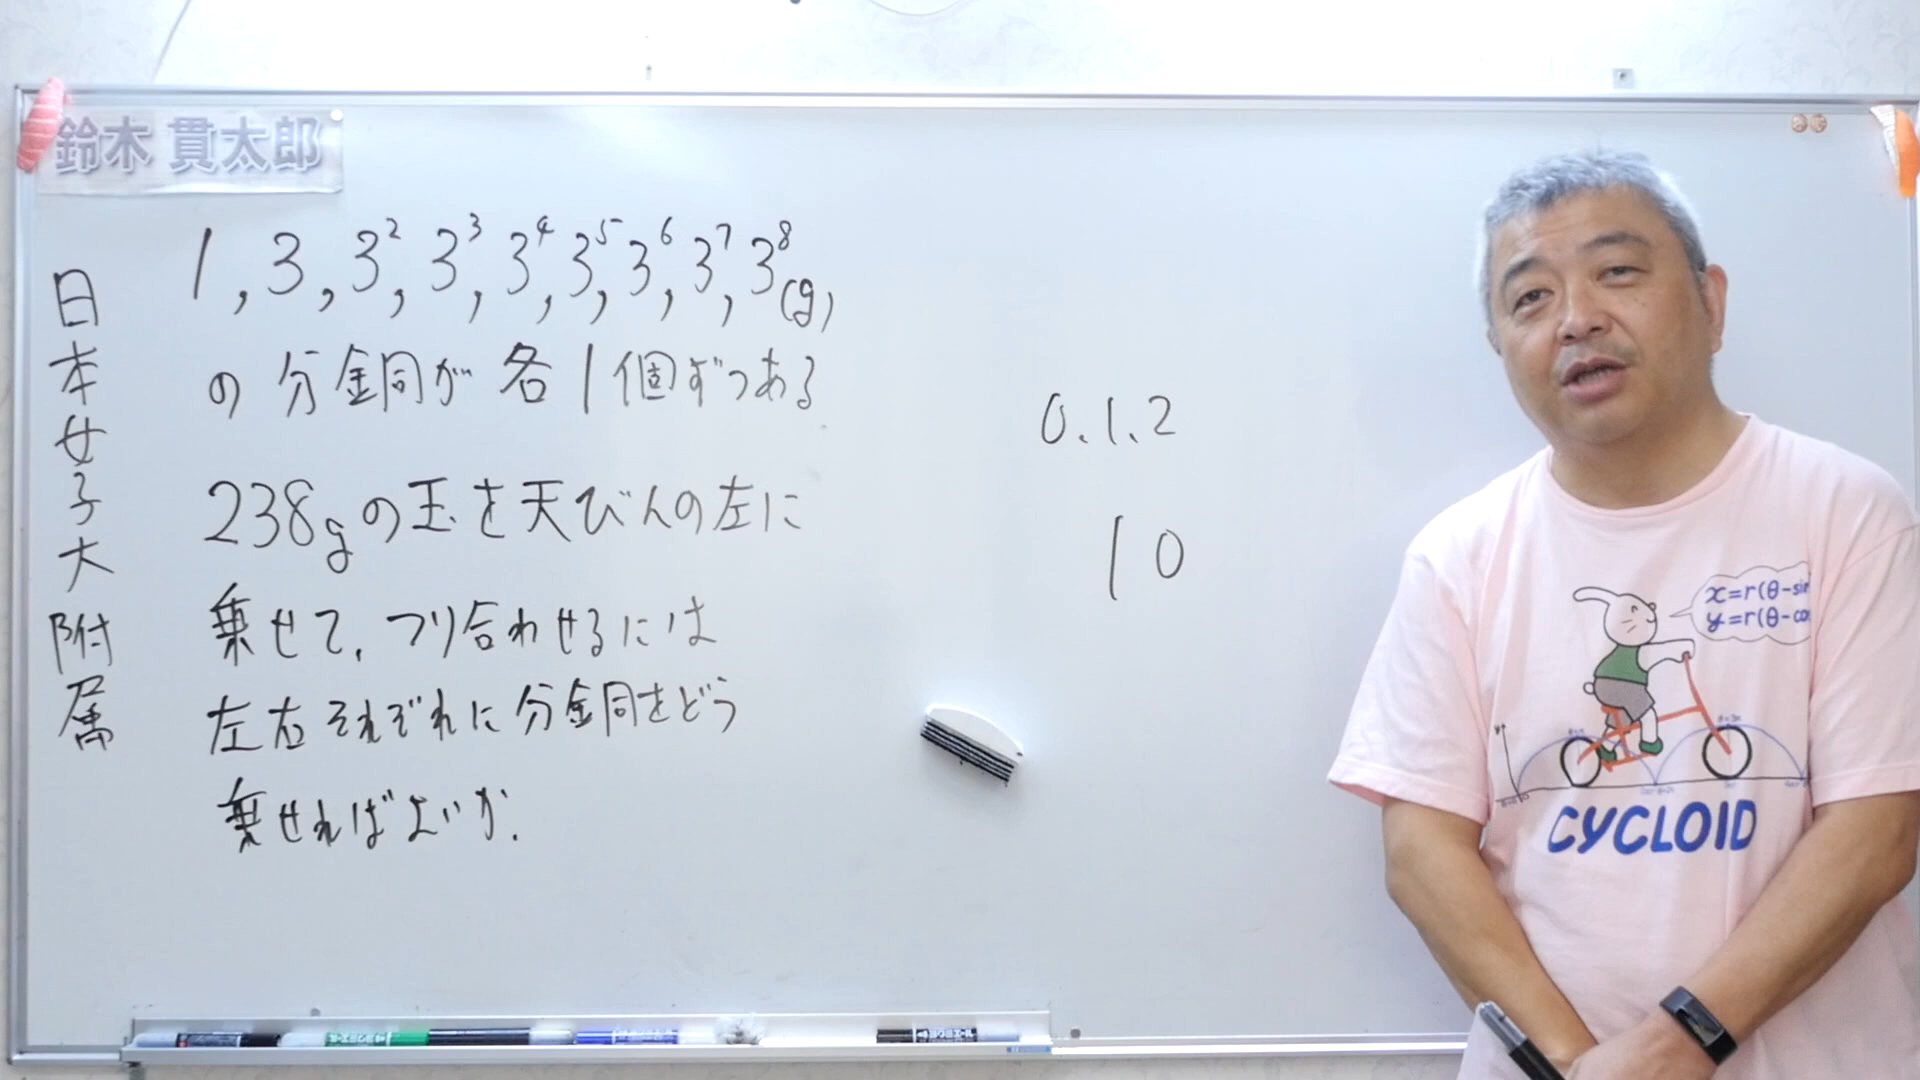 鈴木 貫太郎
日本女子大附属
1, 3, 3², 3³, 3⁴, 3⁵, 3⁶, 3⁷, 3⁸(g)
の分銅が各1個ずつある
238gの玉を天びんの左に
乗せて、つり合わせるには
左右それぞれに分銅をどう
乗せればよいか.
0.1.2
10
x=r(θ-sin
y=r(θ-co
CYCLOID